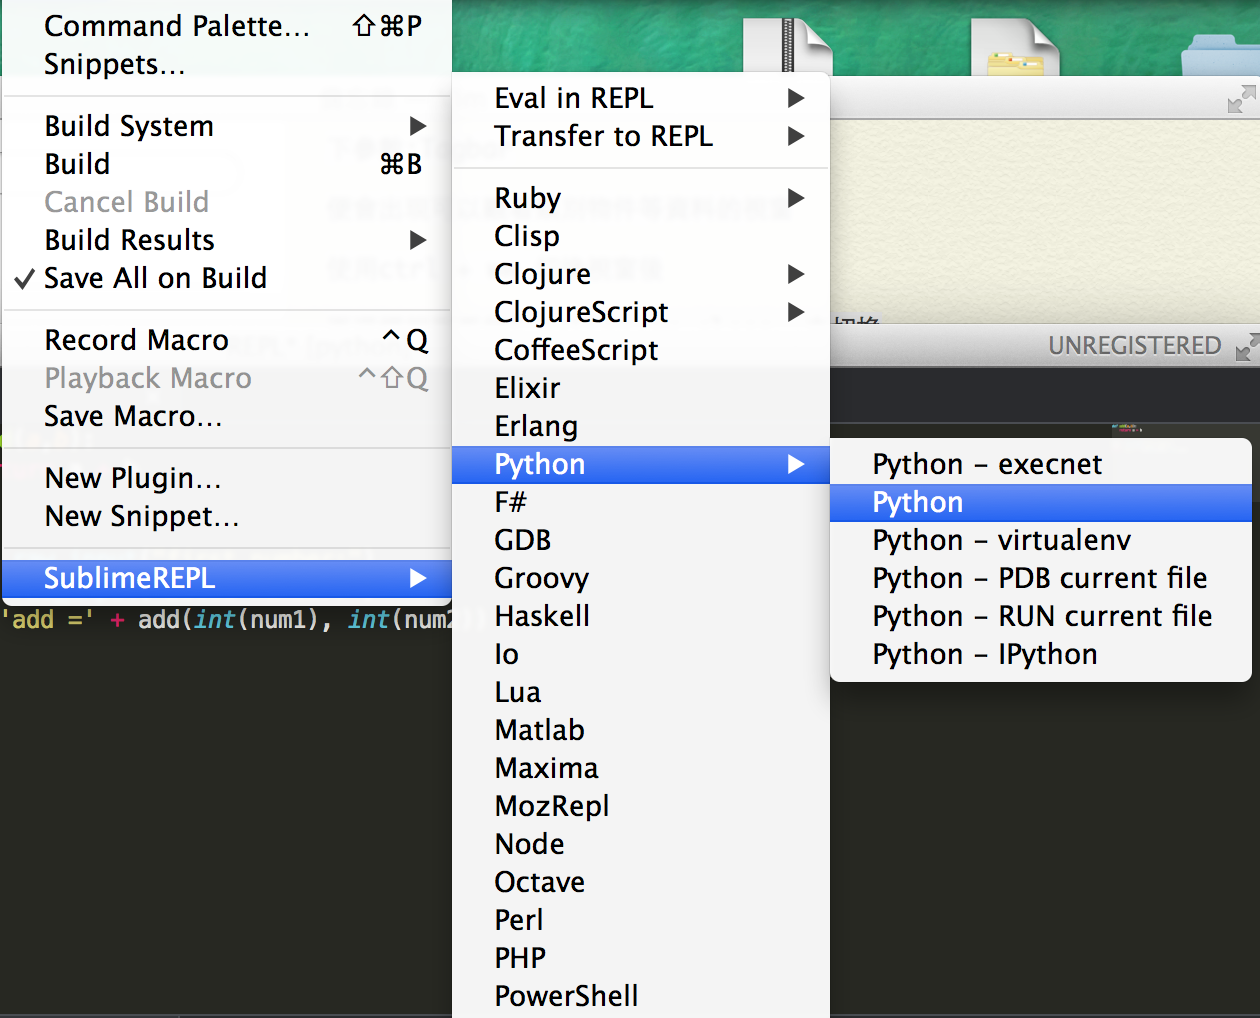 Command Palette... ⇧⌘P
Snippets...
Build System
Build ⌘B
Cancel Build
Build Results
✓ Save All on Build
Record Macro ^Q
Playback Macro ^⇧Q
Save Macro...
New Plugin...
New Snippet...
SublimeREPL
Eval in REPL
Transfer to REPL
Ruby
Clisp
Clojure
ClojureScript
CoffeeScript
Elixir
Erlang
Python
F#
GDB
Groovy
Haskell
Io
Lua
Matlab
Maxima
MozRepl
Node
Octave
Perl
PHP
PowerShell
Python – execnet
Python
Python – virtualenv
Python – PDB current file
Python – RUN current file
Python – IPython
UNREGISTERED
'add =' + add(int(num1), int(num2))